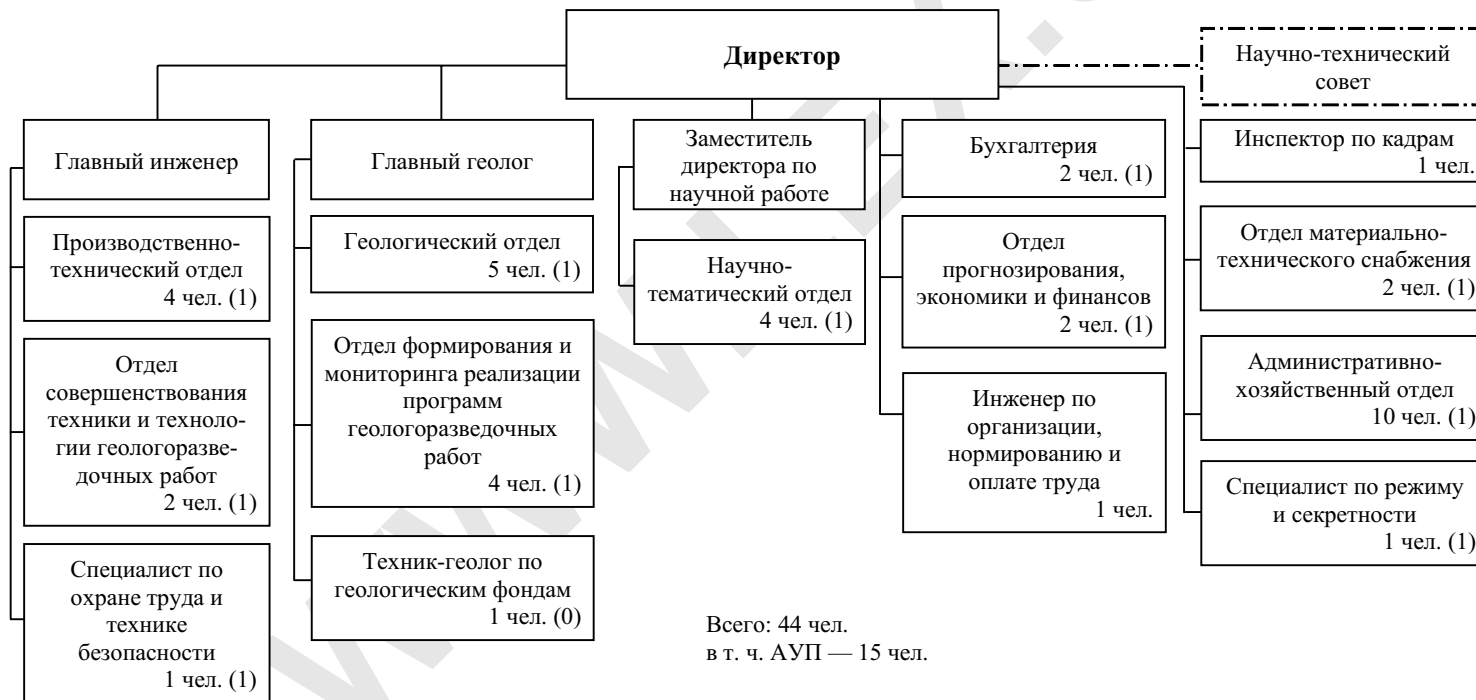 Директор
Научно-технический
совет
Главный инженер
Производственно-
технический отдел
4 чел. (1)
Отдел
совершенствования
техники и техноло-
гии геологоразве-
дочных работ
2 чел. (1)
Специалист по
охране труда и
технике
безопасности
1 чел. (1)
Главный геолог
Геологический отдел
5 чел. (1)
Отдел формирования и
мониторинга реализации
программ
геологоразведочных
работ
4 чел. (1)
Техник-геолог по
геологическим фондам
1 чел. (0)
Заместитель
директора по
научной работе
Научно-
тематический отдел
4 чел. (1)
Бухгалтерия
2 чел. (1)
Отдел
прогнозирования,
экономики и финансов
2 чел. (1)
Инженер по
организации,
нормированию и
оплате труда
1 чел.
Инспектор по кадрам
1 чел.
Отдел материально-
технического снабжения
2 чел. (1)
Административно-
хозяйственный отдел
10 чел. (1)
Специалист по режиму
и секретности
1 чел. (1)
Всего: 44 чел.
в т. ч. АУП — 15 чел.